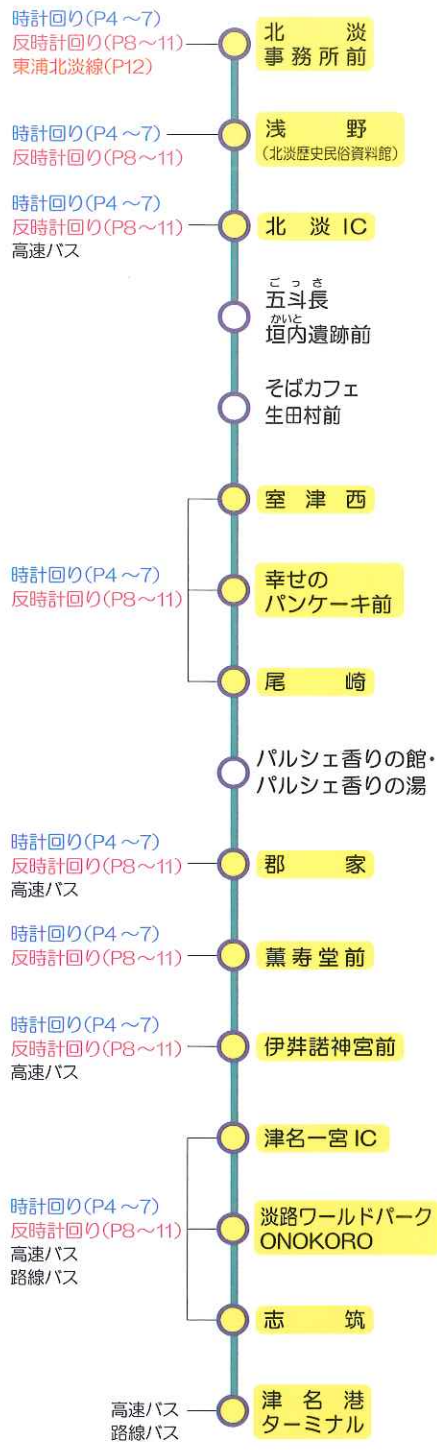 時計回り(P4～7)
反時計回り(P8～11)
東浦北淡線(P12)
北淡
事務所前
時計回り(P4～7)
反時計回り(P8～11)
浅野
(北淡歴史民俗資料館)
時計回り(P4～7)
反時計回り(P8～11)
高速バス
北淡 IC
ごっさ
五斗長
かいと
垣内遺跡前
そばカフェ
生田村前
室津西
時計回り(P4～7)
反時計回り(P8～11)
幸せの
パンケーキ前
尾崎
パルシェ香りの館・
パルシェ香りの湯
時計回り(P4～7)
反時計回り(P8～11)
高速バス
郡家
時計回り(P4～7)
反時計回り(P8～11)
薫寿堂前
時計回り(P4～7)
反時計回り(P8～11)
高速バス
伊弉諾神宮前
津名一宮 IC
時計回り(P4～7)
反時計回り(P8～11)
高速バス
路線バス
淡路ワールドパーク
ONOKORO
志筑
高速バス
路線バス
津名港
ターミナル